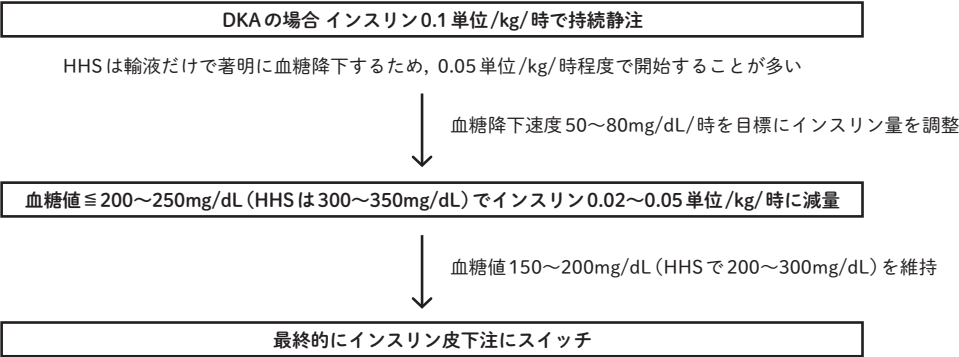 DKAの場合 インスリン0.1単位/kg/時で持続静注
HHSは輸液だけで著明に血糖降下するため，0.05単位/kg/時程度で開始することが多い
血糖降下速度50〜80mg/dL/時を目標にインスリン量を調整
血糖値≦200〜250mg/dL（HHSは300〜350mg/dL）でインスリン0.02〜0.05単位/kg/時に減量
血糖値150〜200mg/dL（HHSで200〜300mg/dL）を維持
最終的にインスリン皮下注にスイッチ